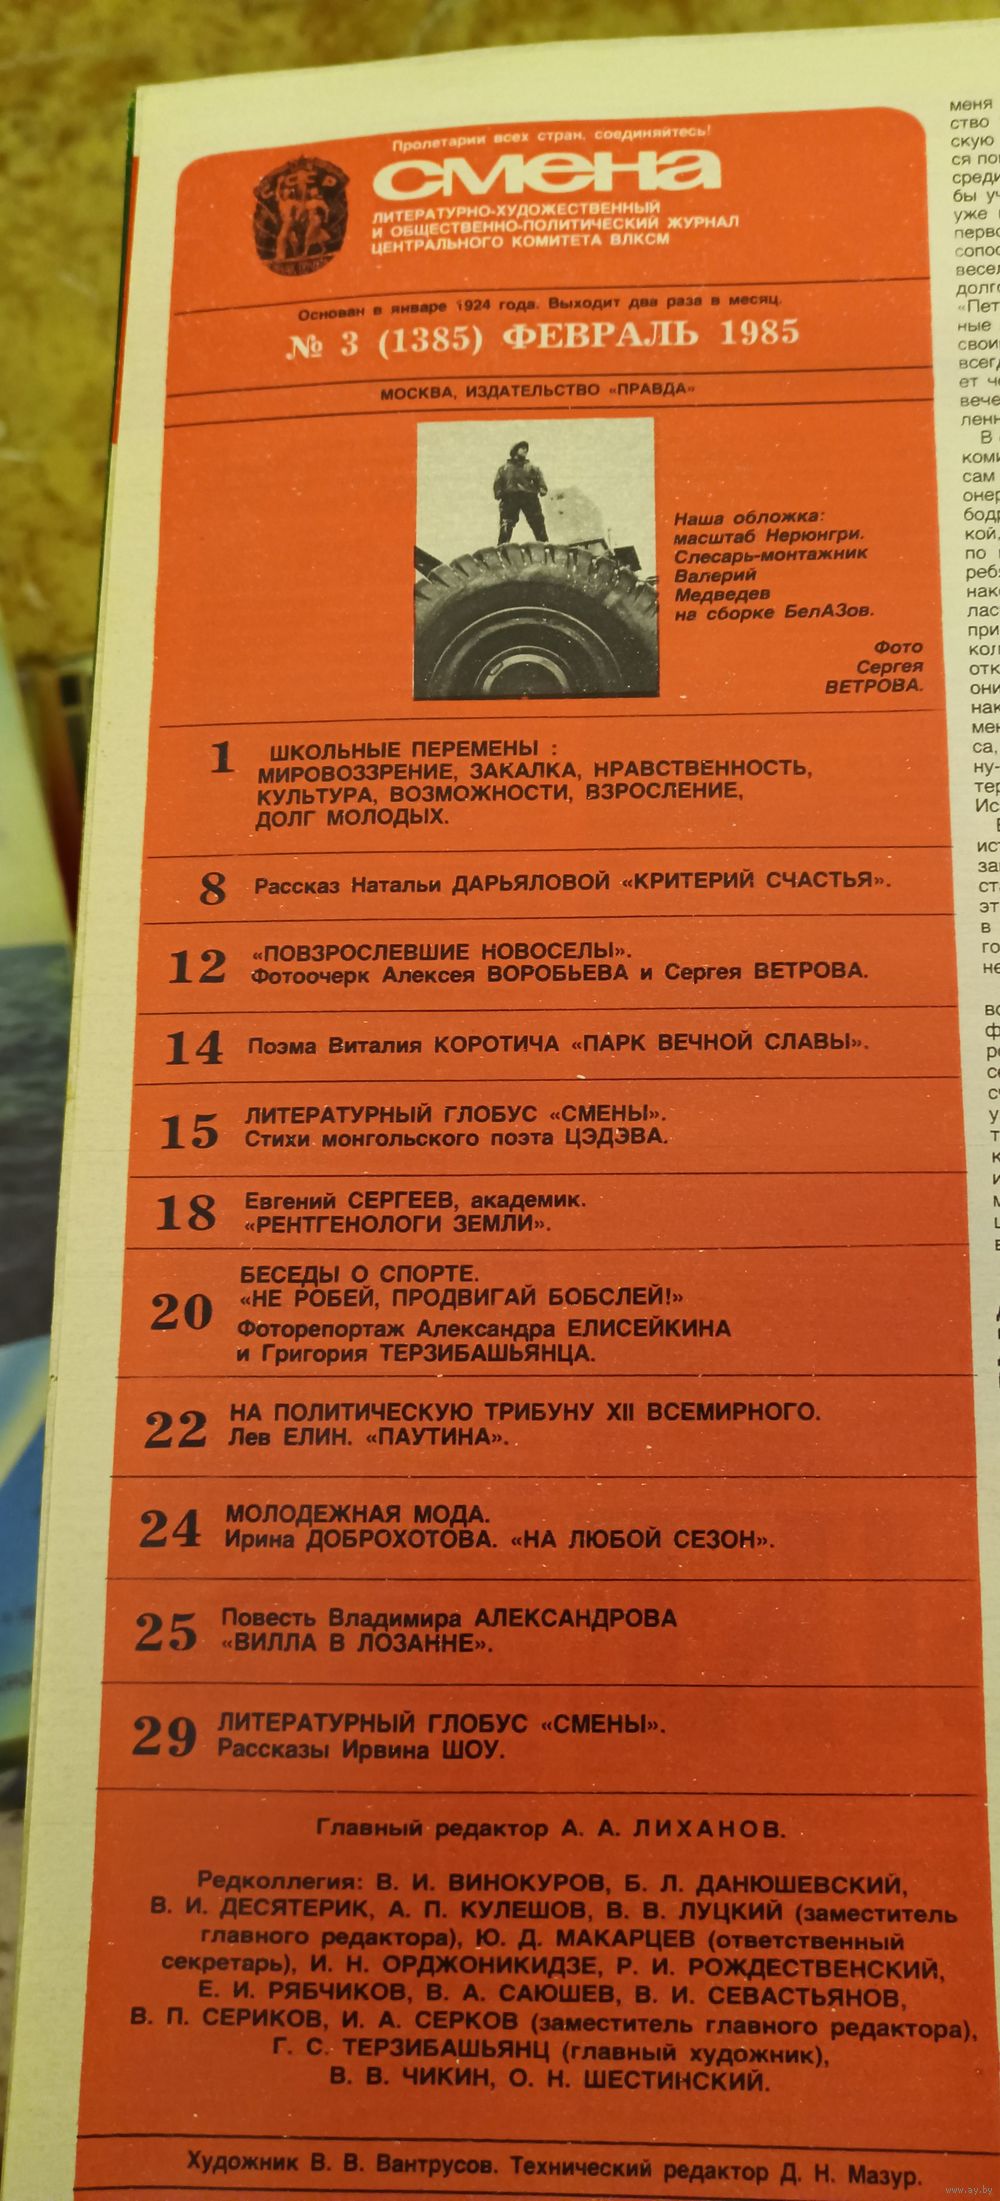 Пролетарии всех стран, соединяйтесь!
смена
ЛИТЕРАТУРНО-ХУДОЖЕСТВЕННЫЙ
И ОБЩЕСТВЕННО-ПОЛИТИЧЕСКИЙ ЖУРНАЛ
ЦЕНТРАЛЬНОГО КОМИТЕТА ВЛКСМ
Основан в январе 1924 года. Выходит два раза в месяц.
№ 3 (1385) ФЕВРАЛЬ 1985
МОСКВА, ИЗДАТЕЛЬСТВО «ПРАВДА»
Наша обложка:
масштаб Нерюнгри.
Слесарь-монтажник
Валерий
Медведев
на сборке БелАЗов.
Фото
Сергея
ВЕТРОВА.
1 ШКОЛЬНЫЕ ПЕРЕМЕНЫ :
МИРОВОЗЗРЕНИЕ, ЗАКАЛКА, НРАВСТВЕННОСТЬ,
КУЛЬТУРА, ВОЗМОЖНОСТИ, ВЗРОСЛЕНИЕ,
ДОЛГ МОЛОДЫХ.
8 Рассказ Натальи ДАРЬЯЛОВОЙ «КРИТЕРИЙ СЧАСТЬЯ».
12 «ПОВЗРОСЛЕВШИЕ НОВОСЕЛЫ».
Фотоочерк Алексея ВОРОБЬЕВА и Сергея ВЕТРОВА.
14 Поэма Виталия КОРОТИЧА «ПАРК ВЕЧНОЙ СЛАВЫ».
15 ЛИТЕРАТУРНЫЙ ГЛОБУС «СМЕНЫ».
Стихи монгольского поэта ЦЭДЭВА.
18 Евгений СЕРГЕЕВ, академик.
«РЕНТГЕНОЛОГИ ЗЕМЛИ».
20 БЕСЕДЫ О СПОРТЕ.
«НЕ РОБЕЙ, ПРОДВИГАЙ БОБСЛЕЙ!»
Фоторепортаж Александра ЕЛИСЕЙКИНА
и Григория ТЕРЗИБАШЬЯНЦА.
22 НА ПОЛИТИЧЕСКУЮ ТРИБУНУ XII ВСЕМИРНОГО.
Лев ЕЛИН. «ПАУТИНА».
24 МОЛОДЕЖНАЯ МОДА.
Ирина ДОБРОХОТОВА. «НА ЛЮБОЙ СЕЗОН».
25 Повесть Владимира АЛЕКСАНДРОВА
«ВИЛЛА В ЛОЗАННЕ».
29 ЛИТЕРАТУРНЫЙ ГЛОБУС «СМЕНЫ».
Рассказы Ирвина ШОУ.
Главный редактор А. А. ЛИХАНОВ.
Редколлегия: В. И. ВИНОКУРОВ, Б. Л. ДАНЮШЕВСКИЙ,
В. И. ДЕСЯТЕРИК, А. П. КУЛЕШОВ, В. В. ЛУЦКИЙ (заместитель
главного редактора), Ю. Д. МАКАРЦЕВ (ответственный
секретарь), И. Н. ОРДЖОНИКИДЗЕ, Р. И. РОЖДЕСТВЕНСКИЙ,
Е. И. РЯБЧИКОВ, В. А. САЮШЕВ, В. И. СЕВАСТЬЯНОВ,
В. П. СЕРИКОВ, И. А. СЕРКОВ (заместитель главного редактора),
Г. С. ТЕРЗИБАШЬЯНЦ (главный художник),
В. В. ЧИКИН, О. Н. ШЕСТИНСКИЙ.
Художник В. В. Вантрусов. Технический редактор Д. Н. Мазур.
www.ay.by